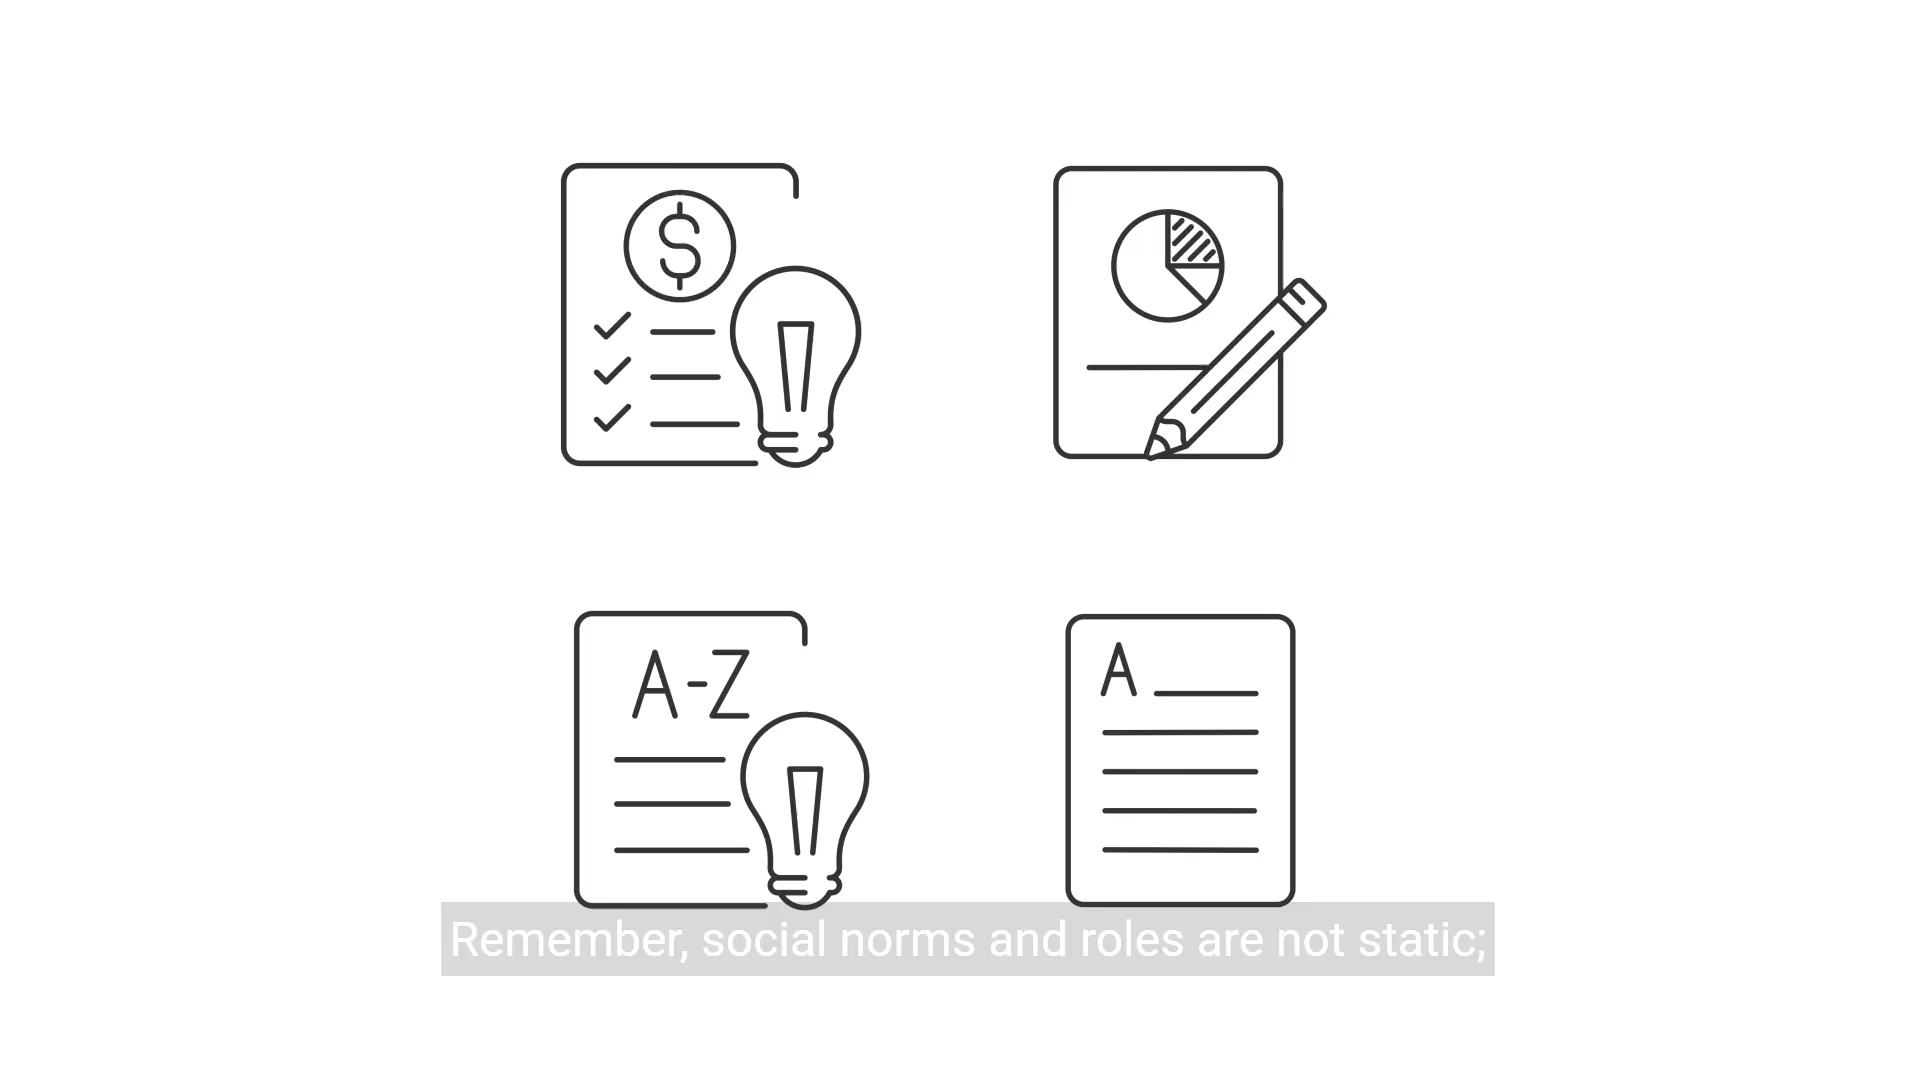 $
A-Z
A
Remember, social norms and roles are not static;